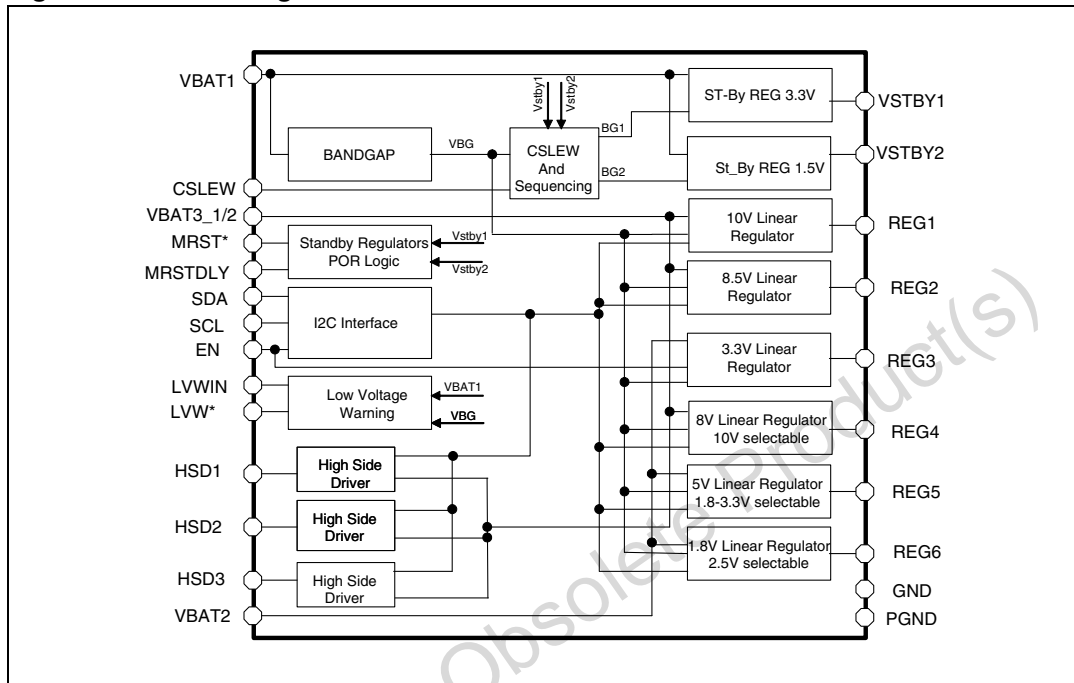 VBAT1
CSLEW
VBAT3_1/2
MRST*
MRSTDLY
SDA
SCL
EN
LVWIN
LVW*
HSD1
HSD2
HSD3
VBAT2
BANDGAP
VBG
Vstby1
Vstby2
CSLEW
And
Sequencing
BG1
BG2
Standby Regulators
POR Logic
Vstby1
Vstby2
I2C Interface
Low Voltage
Warning
VBAT1
VBG
High Side
Driver
High Side
Driver
High Side
Driver
ST-By REG 3.3V
St_By REG 1.5V
10V Linear
Regulator
8.5V Linear
Regulator
3.3V Linear
Regulator
8V Linear Regulator
10V selectable
5V Linear Regulator
1.8-3.3V selectable
1.8V Linear Regulator
2.5V selectable
VSTBY1
VSTBY2
REG1
REG2
REG3
REG4
REG5
REG6
GND
PGND
Obsolete Product(s)